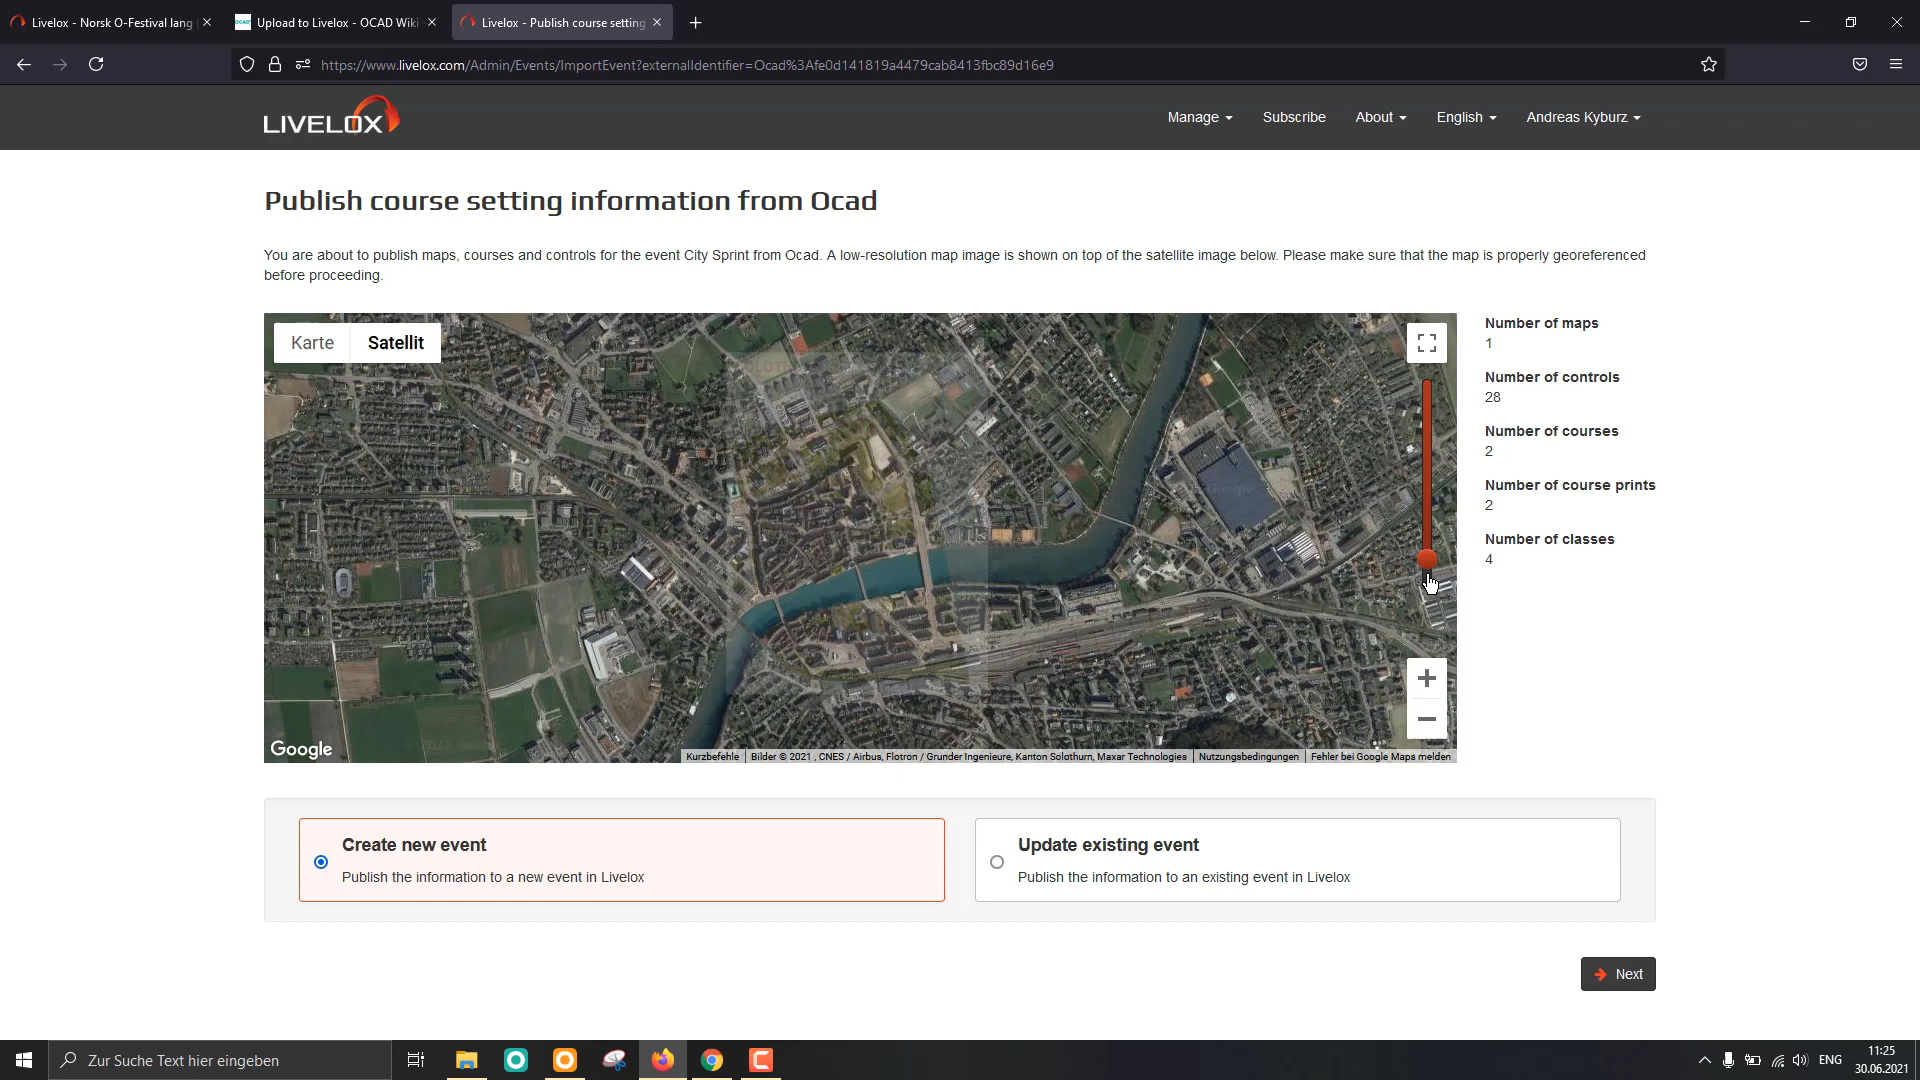 Livelox - Norsk O-Festival lang
Upload to Livelox - OCAD Wiki
Livelox - Publish course setting
https://www.livelox.com/Admin/Events/ImportEvent?externalIdentifier=Ocad%3Afe0d141819a4479cab8413fbc89d16e9
LIVELOX
Manage
Subscribe
About
English
Andreas Kyburz
Publish course setting information from Ocad
You are about to publish maps, courses and controls for the event City Sprint from Ocad. A low-resolution map image is shown on top of the satellite image below. Please make sure that the map is properly georeferenced
before proceeding.
Karte
Satellit
Number of maps
1
Number of controls
28
Number of courses
2
Number of course prints
2
Number of classes
4
Google
Kurzbefehle
Bilder © 2021 , CNES / Airbus, Flotron / Grunder Ingenieure, Kanton Solothurn, Maxar Technologies
Nutzungsbedingungen
Fehler bei Google Maps melden
Create new event
Publish the information to a new event in Livelox
Update existing event
Publish the information to an existing event in Livelox
Next
Zur Suche Text hier eingeben
ENG
11:25
30.06.2021